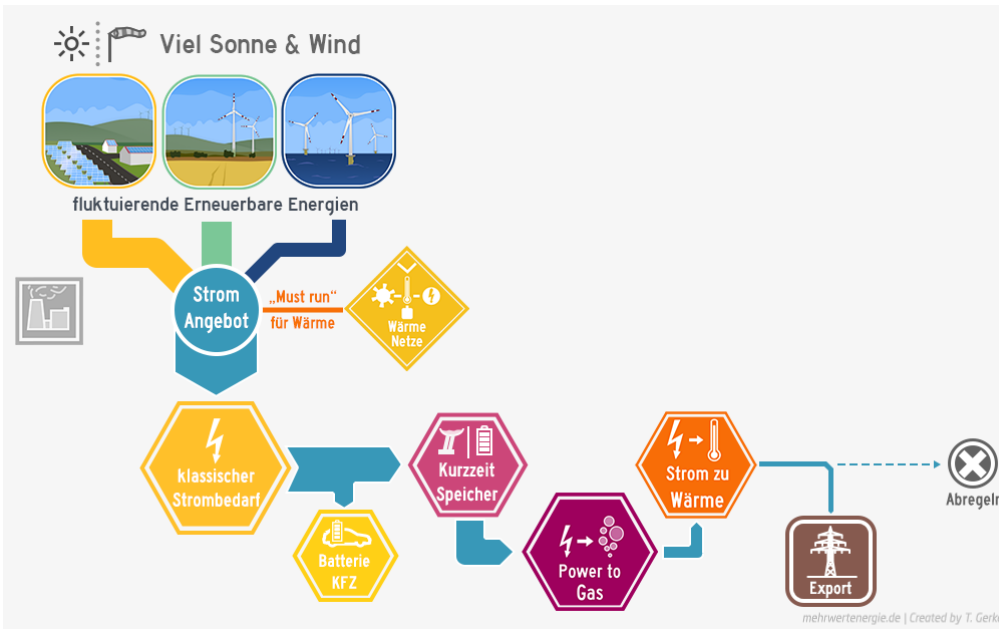 Viel Sonne & Wind
fluktuierende Erneuerbare Energien
Strom
Angebot
„Must run“
für Wärme
Wärme
Netze
klassischer
Strombedarf
Kurzzeit
Speicher
Strom zu
Wärme
Batterie
KFZ
Power to
Gas
Export
Abregeln
mehrwertenergie.de | Created by T.